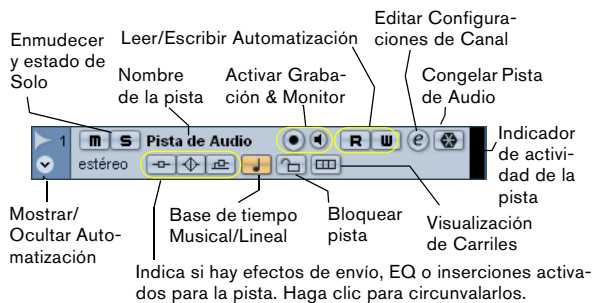 Editar Configura-
ciones de Canal
Enmudecer
y estado de
Solo
Leer/Escribir Automatización
Nombre
de la pista
Activar Graba-
ción & Monitor
Congelar Pista
de Audio
1 m S Pista de Audio R W e
estéreo
Indicador
de activi-
dad de la
pista
Mostrar/
Ocultar Auto-
matización
Base de tiempo
Musical/Lineal
Bloquear
pista
Visualización
de Carriles
Indica si hay efectos de envío, EQ o inserciones activa-
dos para la pista. Haga clic para circunvalarlos.